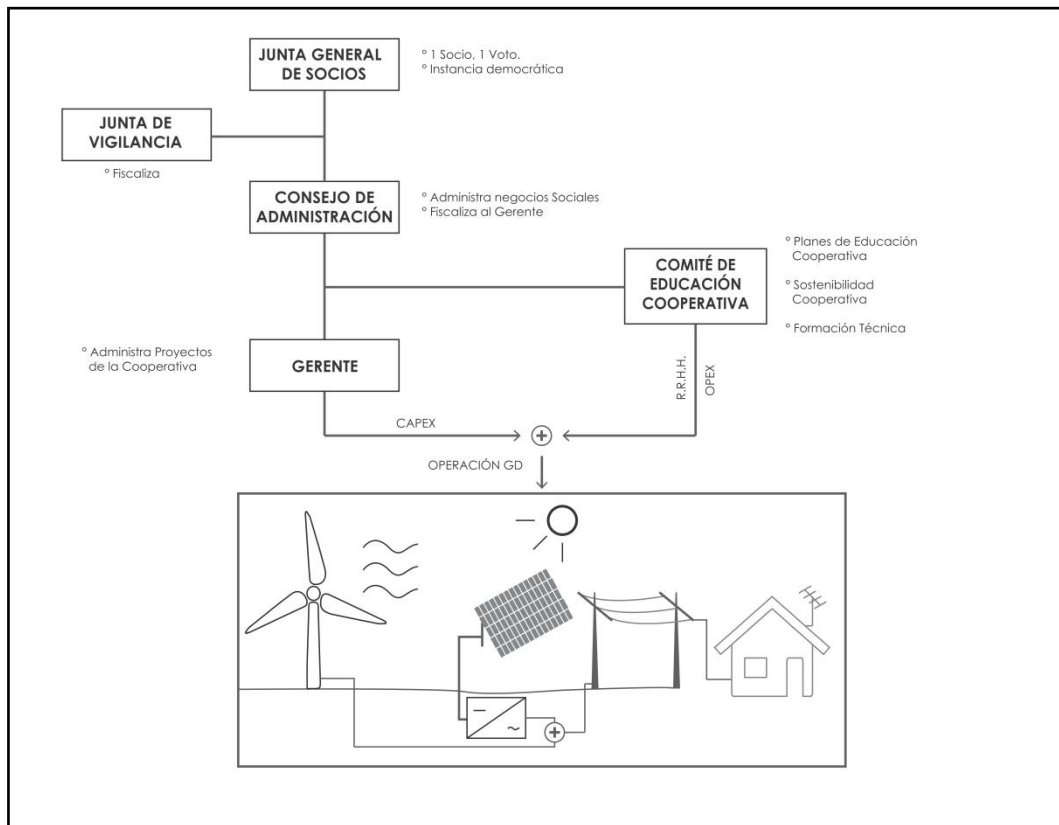 JUNTA GENERAL
DE SOCIOS
° 1 Socio, 1 Voto.
° Instancia democrática
JUNTA DE
VIGILANCIA
° Fiscaliza
CONSEJO DE
ADMINISTRACIÓN
° Administra negocios Sociales
° Fiscaliza al Gerente
COMITÉ DE
EDUCACIÓN
COOPERATIVA
° Planes de Educación
Cooperativa
° Sostenibilidad
Cooperativa
° Formación Técnica
° Administra Proyectos
de la Cooperativa
GERENTE
R.R.H.H.
OPEX
CAPEX
OPERACIÓN GD